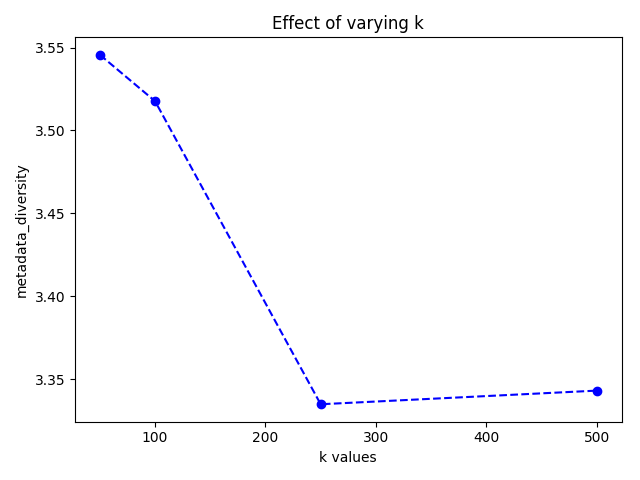 Effect of varying k
3.55
3.50
3.45
3.40
3.35
metadata_diversity
100 200 300 400 500
k values